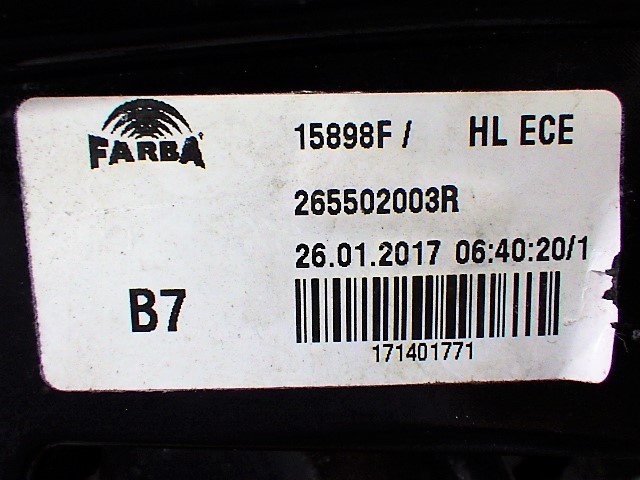 FARBA
15898F / HL ECE
265502003R
26.01.2017 06:40:20/1
B7
171401771